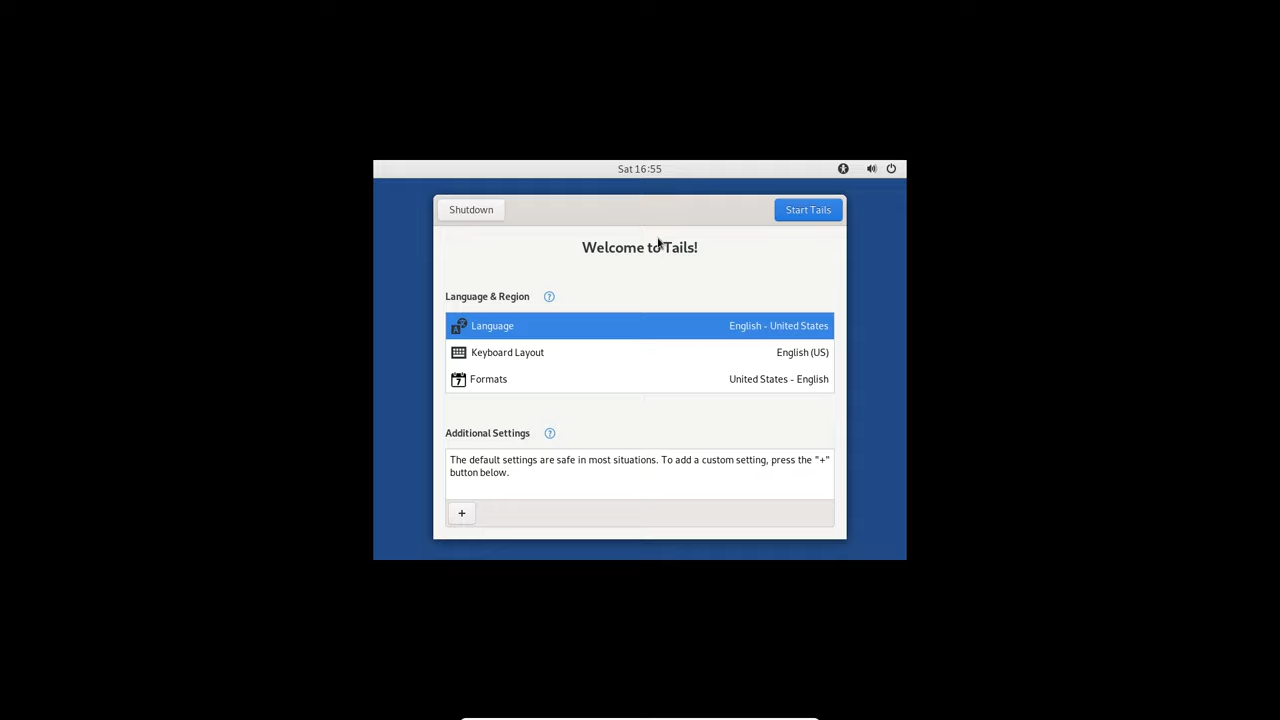 Sat 16:55
Shutdown
Start Tails
Welcome to Tails!
Language & Region
Language English - United States
Keyboard Layout English (US)
Formats United States - English
Additional Settings
The default settings are safe in most situations. To add a custom setting, press the "+"
button below.
+